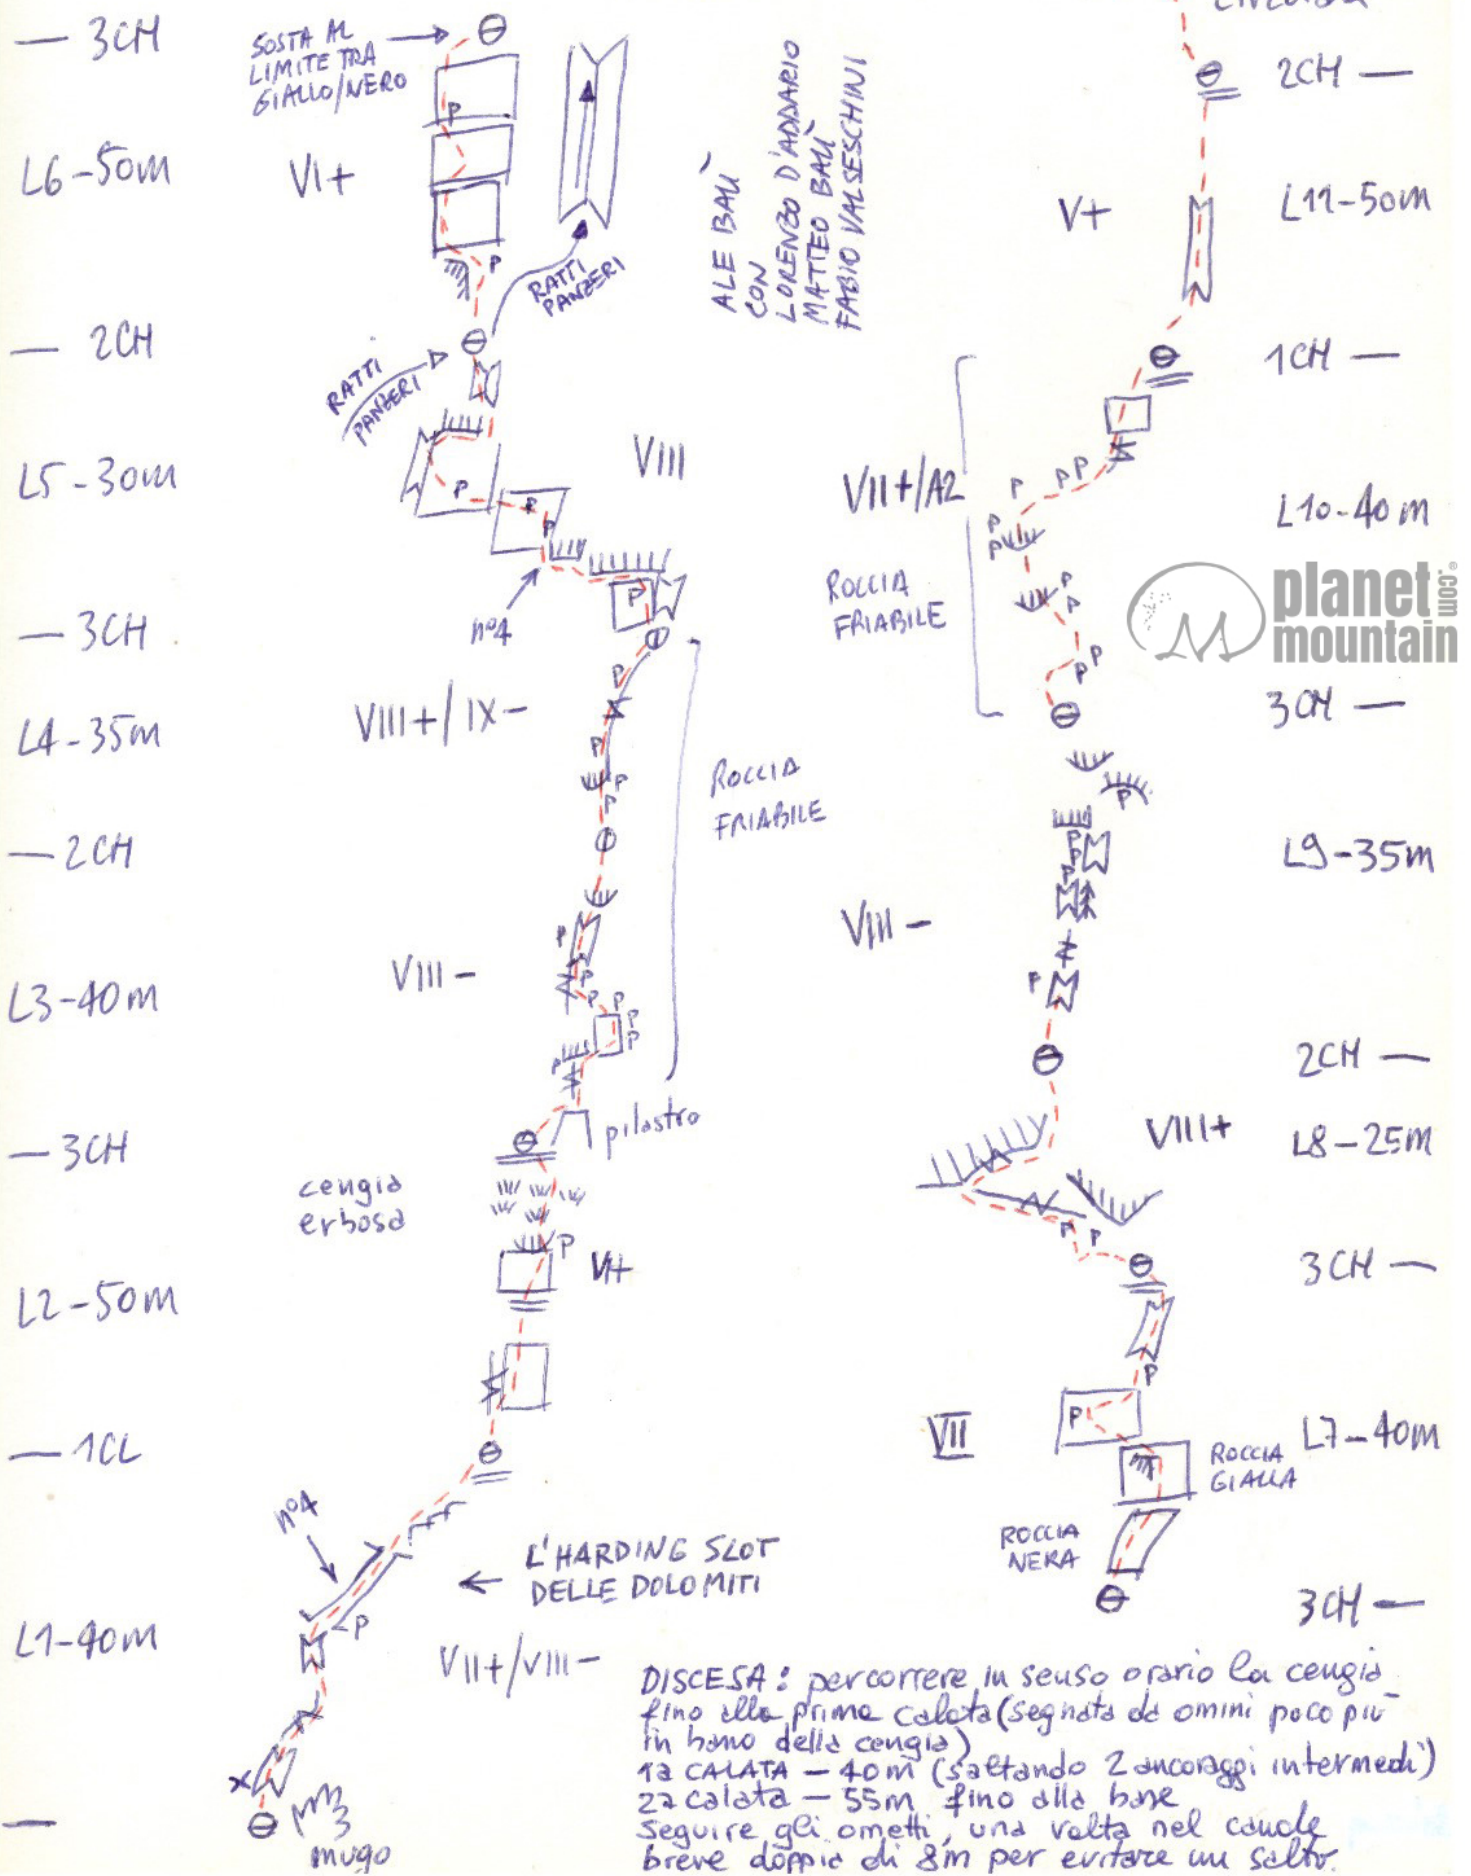 — 3CH
SOSTA AL
LIMITE TRA
GIALLO/NERO
L6-50m
VI+
P
P
RATTI
PANZERI
— 2CH
RATTI
PANZERI
L5-30m
VIII
P
P
P
nº4
P
— 3CH
L4-35m
VIII+/IX-
P
P
P
P
ROCCIA
FRIABILE
— 2CH
L3-40m
VIII-
P
P
P
P
P
P
P
pilastro
— 3CH
cengia
erbosa
P
VI+
L2-50m
— 1CL
nº4
L'HARDING SLOT
DELLE DOLOMITI
P
L1-40m
VII+/VIII-
X
mugo
—
ALE BAÙ
CON
LORENZO D'ADDARIO
MATTEO BAÙ
FABIO VALSESCHINI
2CH —
V+
L11-50m
1CH —
VII+/A2
P
P
P
P
P
L10-40m
ROCCIA
FRIABILE
P
P
P
P
planet
mountain
.com
3CH —
P
P
P
P
L9-35m
VIII-
P
2CH —
VIII+
L8-25m
P
P
3CH —
P
P
VII
L7-40m
ROCCIA
GIALLA
ROCCIA
NERA
3CH —
DISCESA: percorrere in senso orario la cengia
fino alla prima calata (segnata da omini poco più
in basso della cengia)
1a CALATA — 40m (saltando 2 ancoraggi intermedi)
2a calata — 55m fino alla base
seguire gli ometti, una volta nel canale
breve doppia di 8m per evitare un salto.